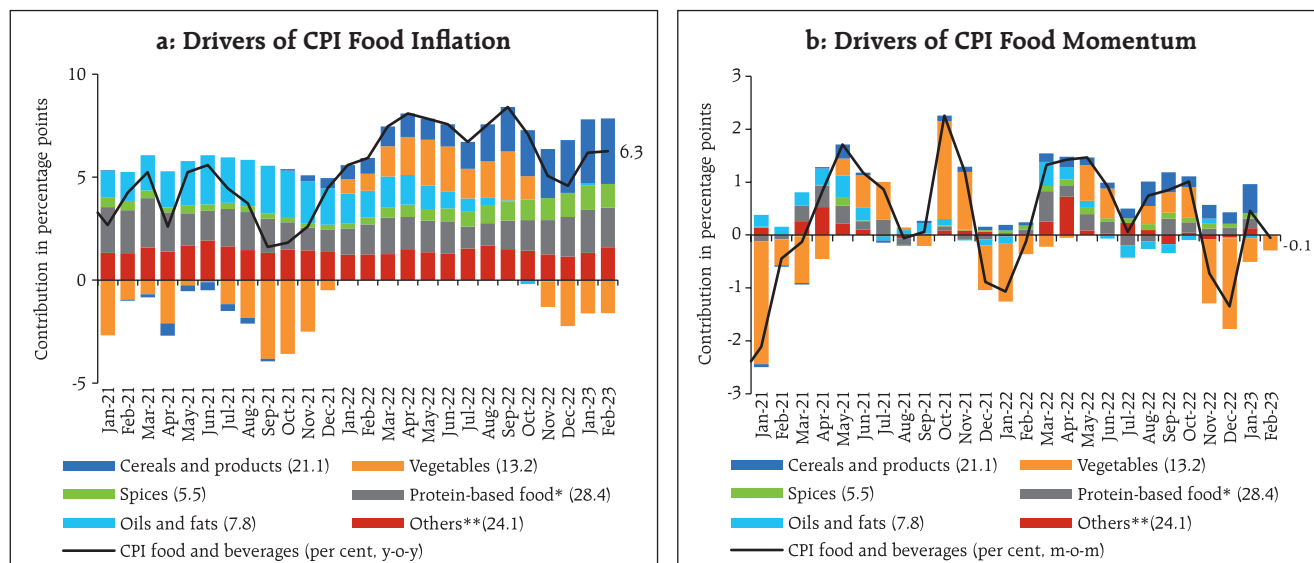 a: Drivers of CPI Food Inflation
Contribution in percentage points
10
5
0
-5
6.3
Jan-21
Feb-21
Mar-21
Apr-21
May-21
Jun-21
Jul-21
Aug-21
Sep-21
Oct-21
Nov-21
Dec-21
Jan-22
Feb-22
Mar-22
Apr-22
May-22
Jun-22
Jul-22
Aug-22
Sep-22
Oct-22
Nov-22
Dec-22
Jan-23
Feb-23
Cereals and products (21.1)
Vegetables (13.2)
Spices (5.5)
Protein-based food* (28.4)
Oils and fats (7.8)
Others**(24.1)
CPI food and beverages (per cent, y-o-y)
b: Drivers of CPI Food Momentum
Contribution in percentage points
3
2
1
0
-1
-2
-3
-0.1
Jan-21
Feb-21
Mar-21
Apr-21
May-21
Jun-21
Jul-21
Aug-21
Sep-21
Oct-21
Nov-21
Dec-21
Jan-22
Feb-22
Mar-22
Apr-22
May-22
Jun-22
Jul-22
Aug-22
Sep-22
Oct-22
Nov-22
Dec-22
Jan-23
Feb-23
Cereals and products (21.1)
Vegetables (13.2)
Spices (5.5)
Protein-based food* (28.4)
Oils and fats (7.8)
Others**(24.1)
CPI food and beverages (per cent, m-o-m)